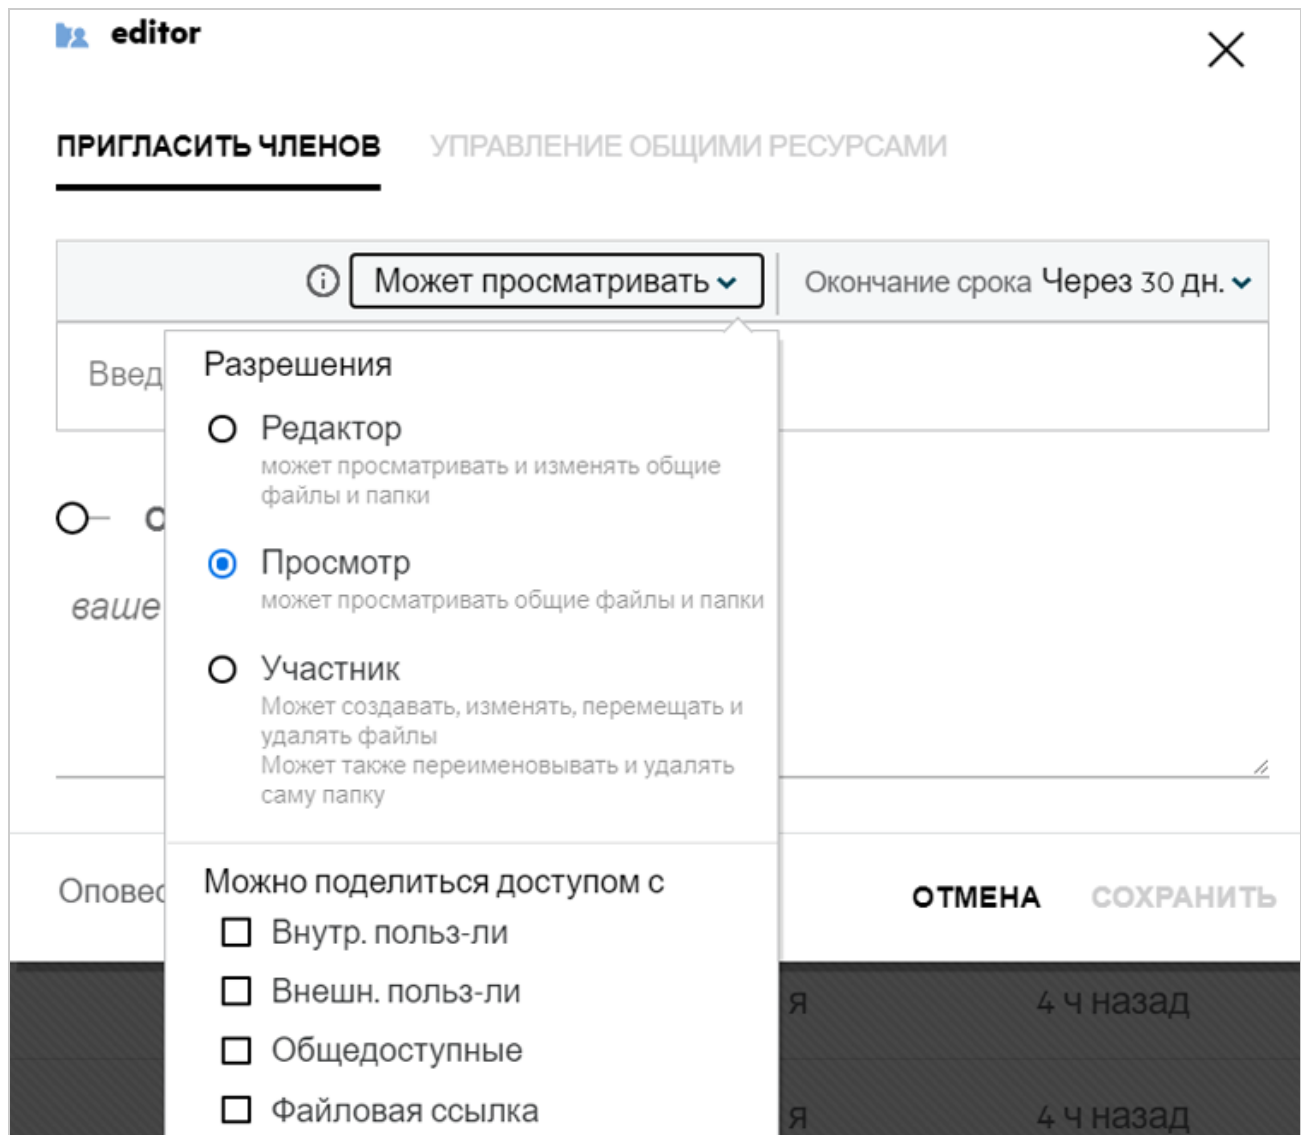 editor
ПРИГЛАСИТЬ ЧЛЕНОВ УПРАВЛЕНИЕ ОБЩИМИ РЕСУРСАМИ
Может просматривать Окончание срока Через 30 дн.
Введ
Разрешения
Редактор
может просматривать и изменять общие
файлы и папки
Просмотр
может просматривать общие файлы и папки
ваше
Участник
Может создавать, изменять, перемещать и
удалять файлы
Может также переименовывать и удалять
саму папку
Можно поделиться доступом с
Оповес
ОТМЕНА СОХРАНИТЬ
Внутр. польз-ли
Внешн. польз-ли
я 4 ч назад
Общедоступные
Файловая ссылка
я 4 ч назад